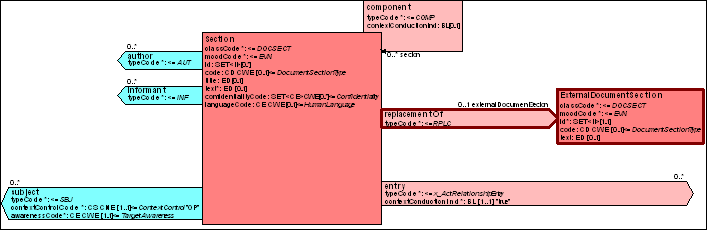 component
typeCode*: <= COMP
contextConductionInd: BL[0..1]
0..* section
Section
classCode*: <= DOCSECT
moodCode*: <= EVN
id: SET<II>[0..*]
code: CD CWE [0..1]<= DocumentSectionType
title: ED[0..1]
text*: ED [0..1]
confidentialityCode: SET<CE>CWE[0..*]<= Confidentiality
languageCode: CE CWE[0..1]<= HumanLanguage
0..*
author
typeCode*: <= AUT
0..*
informant
typeCode*: <= INF
0..*
subject
typeCode*: <= SBJ
contextControlCode*: CS CNE [1..1]<= ContextControl "OP"
awarenessCode*: CE CWE [0..1]<= TargetAwareness
0..1 externalDocumentSection
replacementOf
typeCode*: <= RPLC
ExternalDocumentSection
classCode*: <= DOCSECT
moodCode*: <= EVN
id*: SET<II>[1..*]
code: CD CWE [0..1]<= DocumentSectionType
text: ED [0..1]
0..*
entry
typeCode*: <= x_ActRelationshipEntry
contextConductionInd*: BL [1..1] "true"